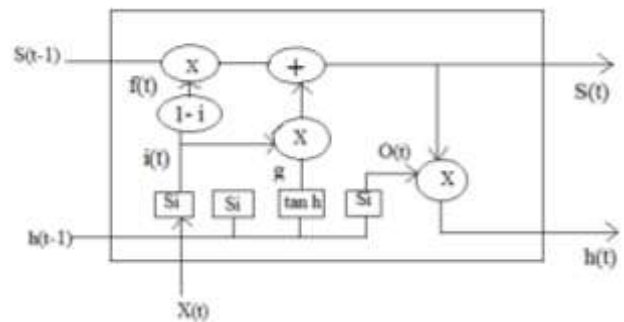 S(t-1)
X
+
S(t)
f(t)
1- i
X
i(t)
g
O(t)
X
Si
Si
tan h
Si
h(t-1)
h(t)
X(t)